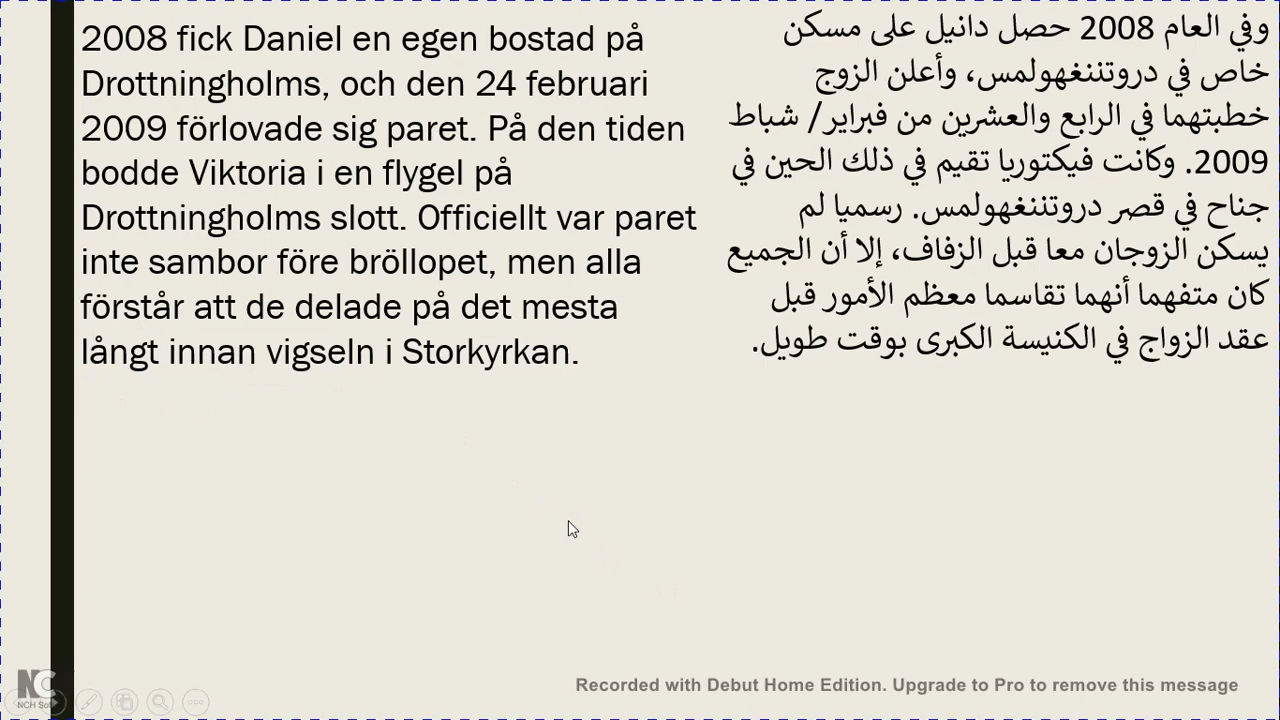 2008 fick Daniel en egen bostad på
Drottningholms, och den 24 februari
2009 förlovade sig paret. På den tiden
bodde Viktoria i en flygel på
Drottningholms slott. Officiellt var paret
inte sambor före bröllopet, men alla
förstår att de delade på det mesta
långt innan vigseln i Storkyrkan.
وفي العام 2008 حصل دانيل على مسكن
خاص في دروتننغهولمس، وأعلن الزوج
خطبتهما في الرابع والعشرين من فبراير/ شباط
2009. وكانت فيكتوريا تقيم في ذلك الحين في
جناح في قصر دروتننغهولمس. رسميا لم
يسكن الزوجان معا قبل الزفاف، إلا أن الجميع
كان متفهما أنهما تقاسما معظم الأمور قبل
عقد الزواج في الكنيسة الكبرى بوقت طويل.
NC
NCH Sof
Recorded with Debut Home Edition. Upgrade to Pro to remove this message